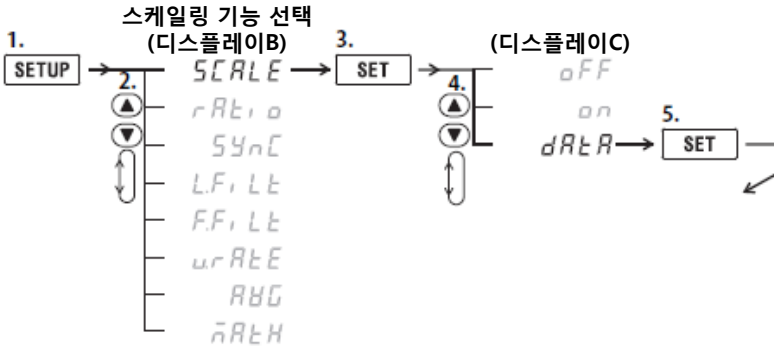 스케일링 기능 선택
1. (디스플레이B) 3. (디스플레이C)
SETUP 2. SCALE SET 4. oFF
rAtio on 5.
SYnC dAtA SET
L.FiLt
F.FiLt
u.rAtE
AVG
mAtH